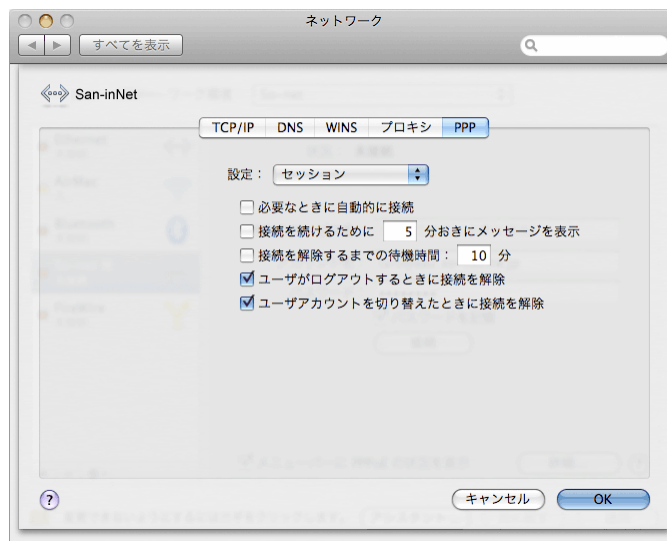 ネットワーク
すべてを表示
San-inNet
TCP/IP DNS WINS プロキシ PPP
設定： セッション
必要なときに自動的に接続
接続を続けるために 5 分おきにメッセージを表示
接続を解除するまでの待機時間： 10 分
ユーザがログアウトするときに接続を解除
ユーザアカウントを切り替えたときに接続を解除
? キャンセル OK